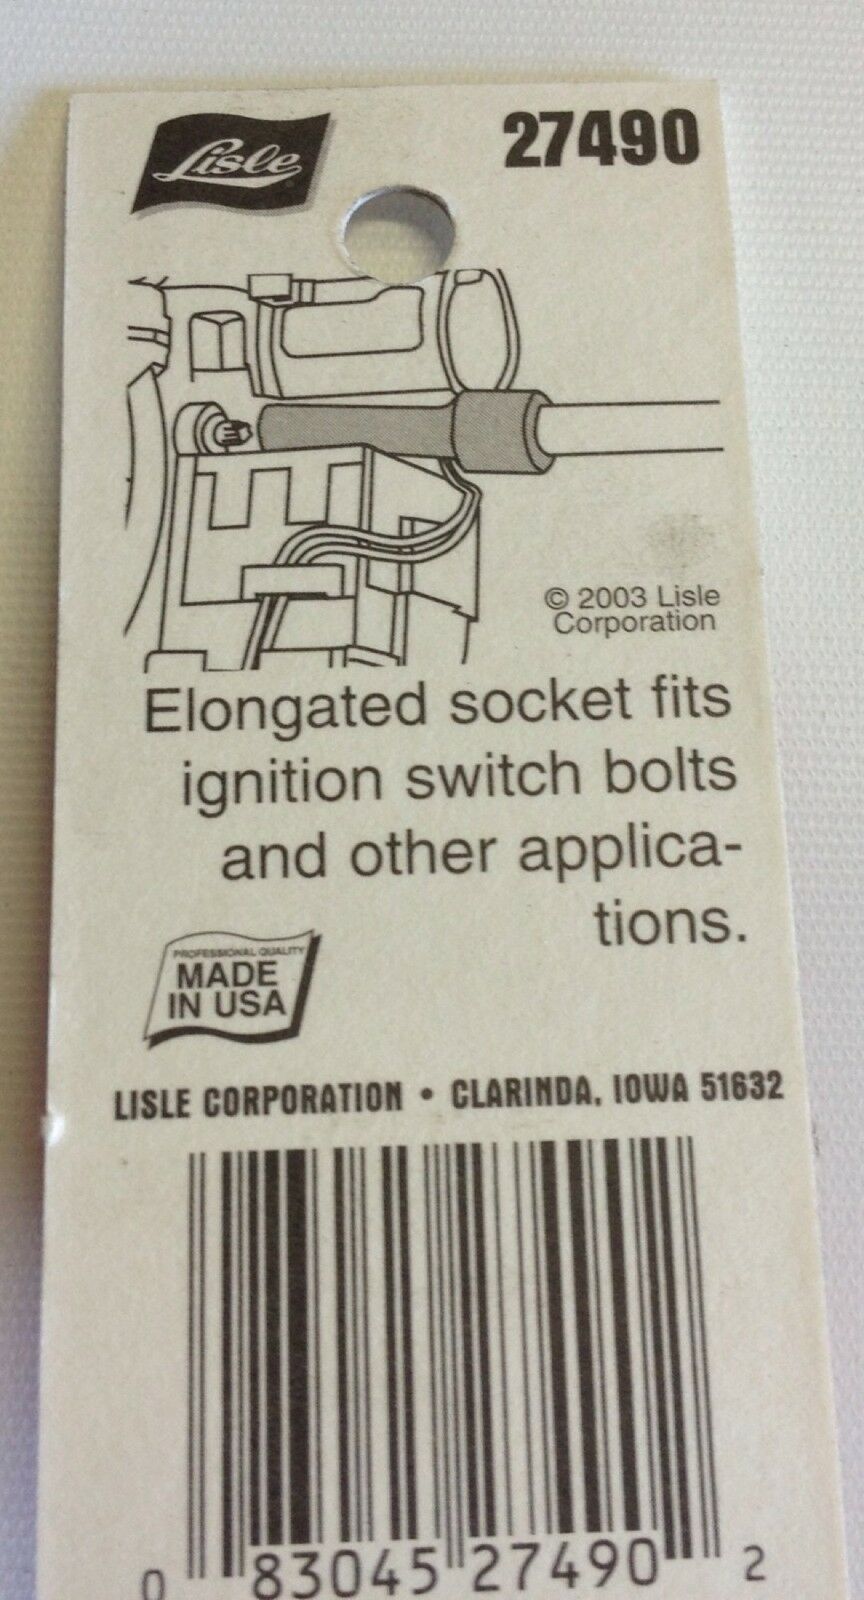 Lisle
27490
© 2003 Lisle
Corporation
Elongated socket fits
ignition switch bolts
and other applica-
tions.
PROFESSIONAL QUALITY
MADE
IN USA
LISLE CORPORATION • CLARINDA, IOWA 51632
0 83045 27490 2